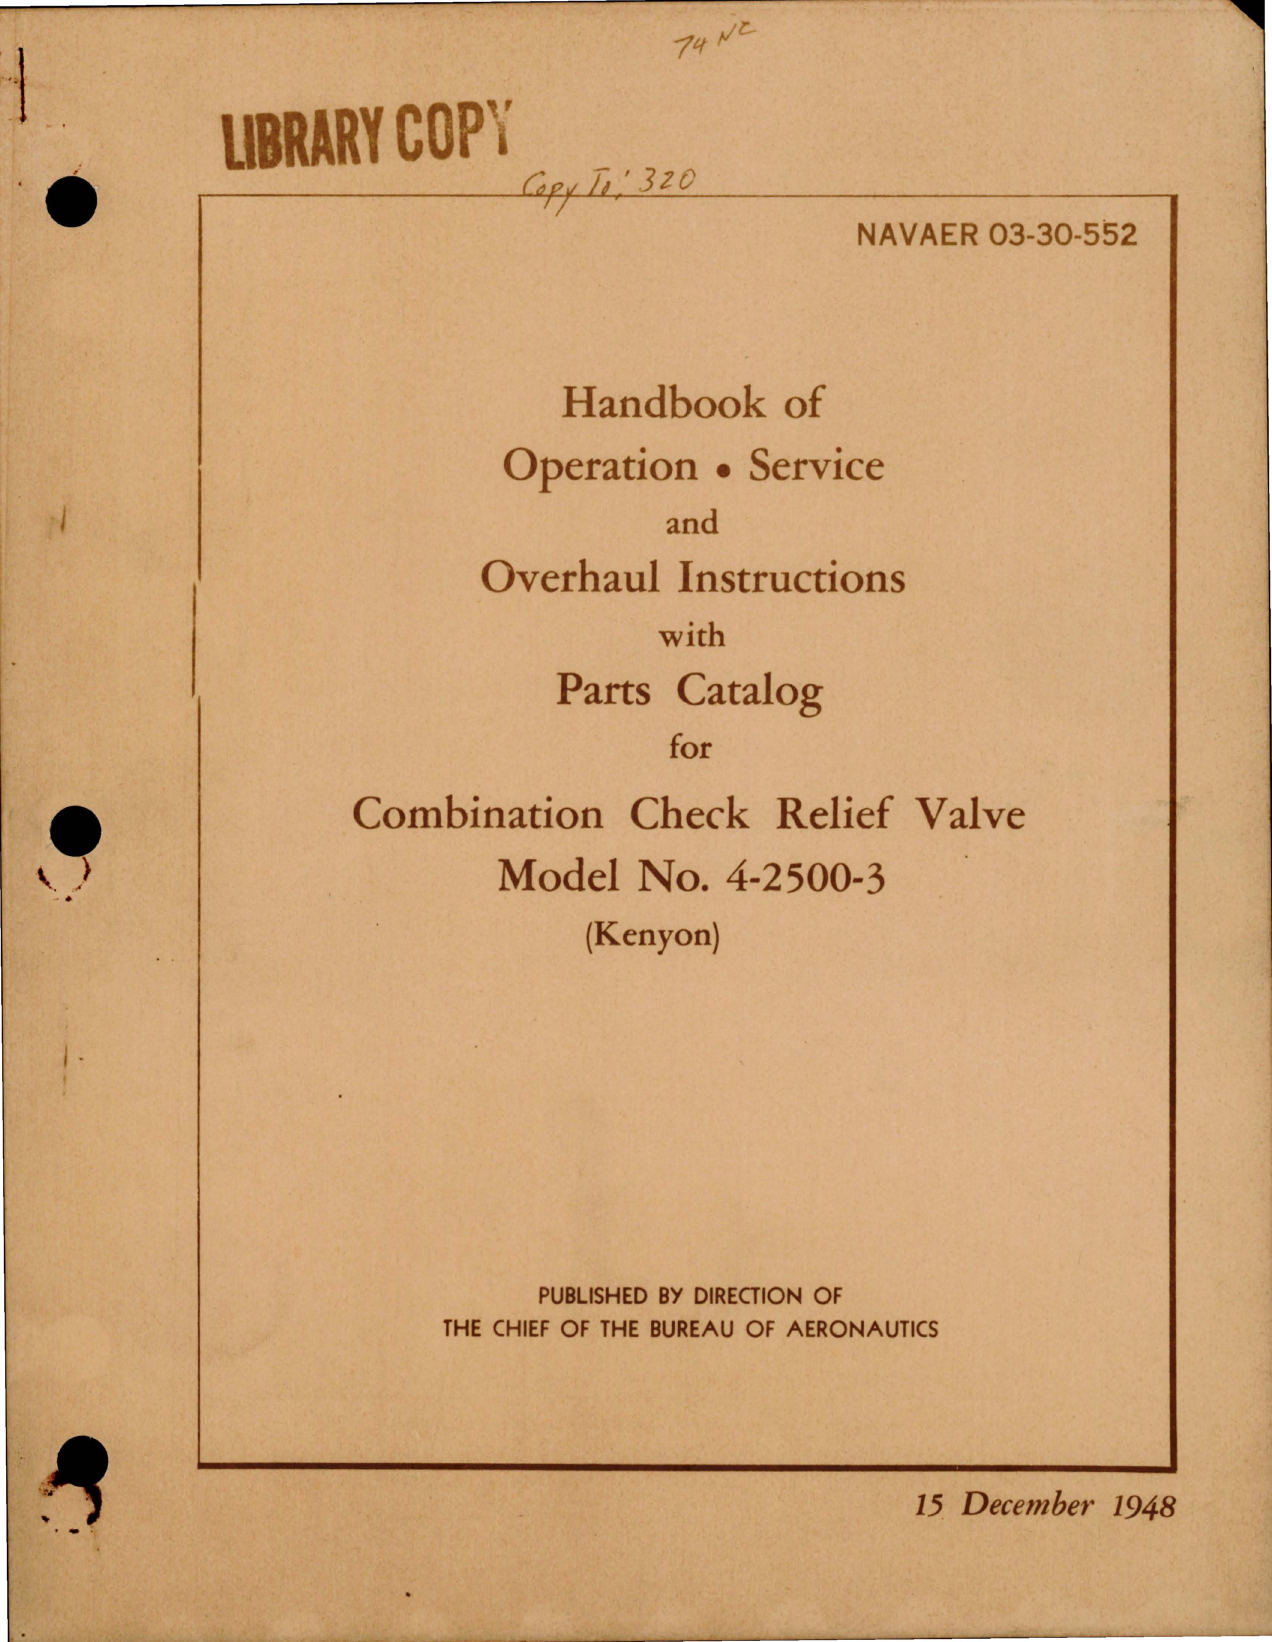 74 NC
LIBRARY COPY
Copy To: 320
NAVAER 03-30-552
Handbook of
Operation • Service
and
Overhaul Instructions
with
Parts Catalog
for
Combination Check Relief Valve
Model No. 4-2500-3
(Kenyon)
PUBLISHED BY DIRECTION OF
THE CHIEF OF THE BUREAU OF AERONAUTICS
15 December 1948